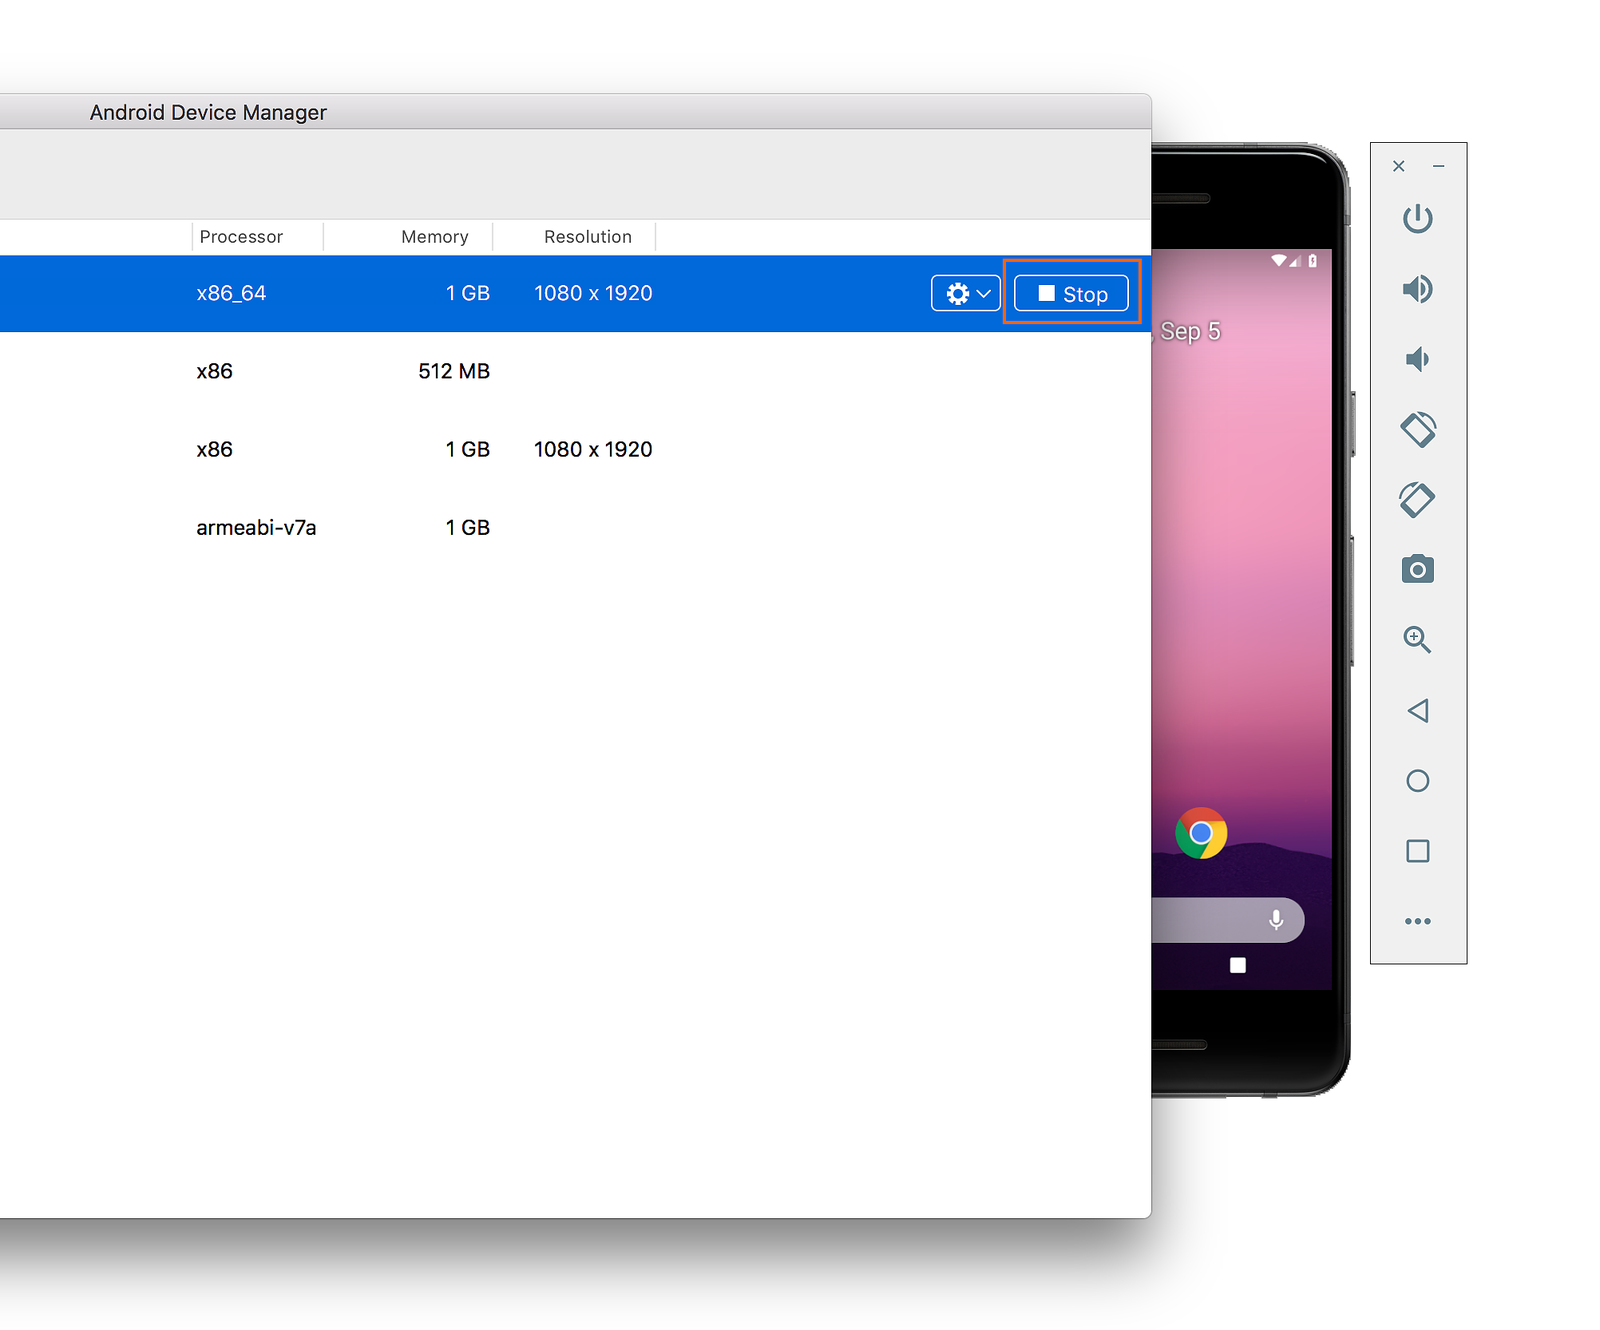 Android Device Manager
Processor Memory Resolution
x86_64 1 GB 1080 x 1920 Stop
, Sep 5
x86 512 MB
x86 1 GB 1080 x 1920
armeabi-v7a 1 GB